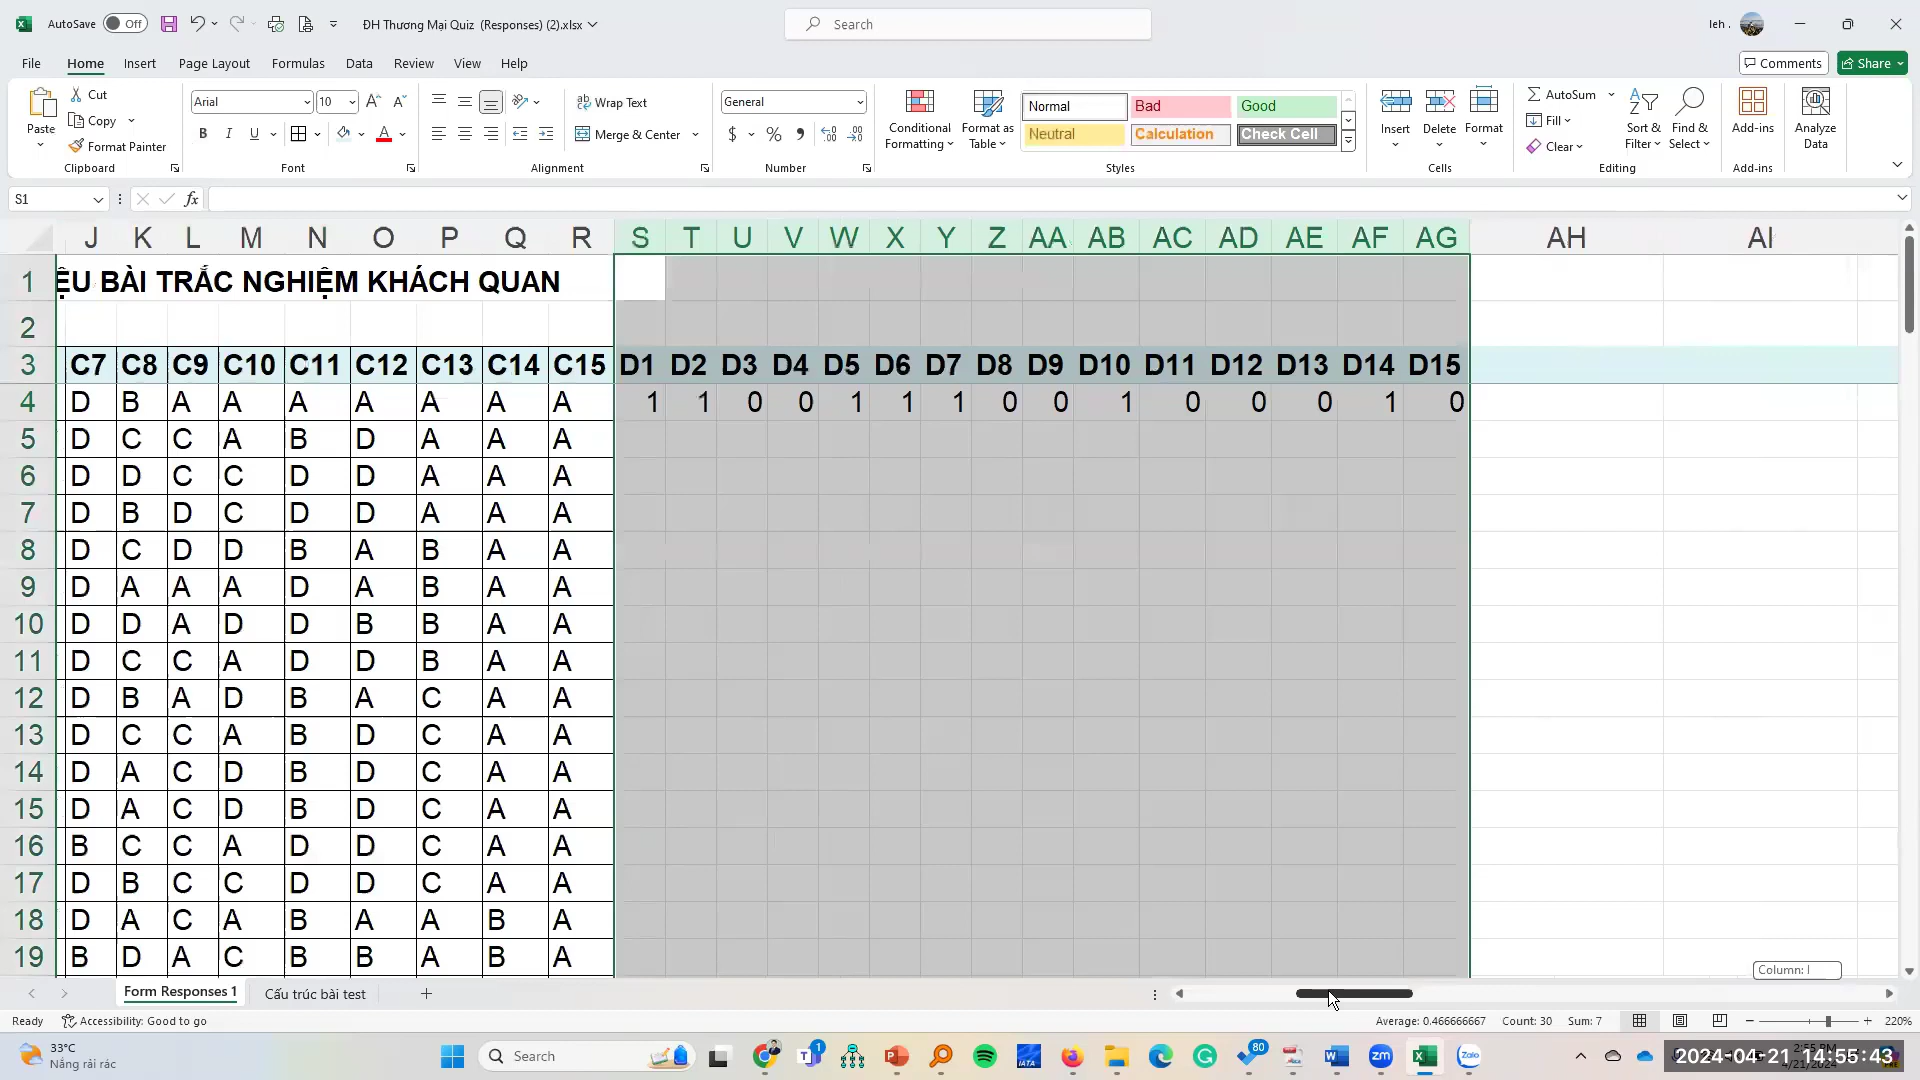 AutoSave Off ĐH Thương Mại Quiz (Responses) (2).xlsx Search leh .
File Home Insert Page Layout Formulas Data Review View Help Comments Share
Paste Cut Copy Format Painter Clipboard
Arial 10 B I U A Font
Wrap Text Merge & Center Alignment
General $ % Number
Conditional Formatting Format as Table Normal Bad Good Neutral Calculation Check Cell Styles
Insert Delete Format Cells
AutoSum Fill Clear Sort & Filter Find & Select Editing
Add-ins Add-ins Analyze Data
S1 fx
J K L M N O P Q R S T U V W X Y Z AA AB AC AD AE AF AG AH AI
1 ỆU BÀI TRẮC NGHIỆM KHÁCH QUAN
2
3 C7 C8 C9 C10 C11 C12 C13 C14 C15 D1 D2 D3 D4 D5 D6 D7 D8 D9 D10 D11 D12 D13 D14 D15
4 D B A A A A A A A 1 1 0 0 1 1 1 0 0 1 0 0 0 1 0
5 D C C A B D A A A
6 D D C C D D A A A
7 D B D C D D A A A
8 D C D D B A B A A
9 D A A A D A B A A
10 D D A D D B B A A
11 D C C A D D B A A
12 D B A D B A C A A
13 D C C A B D C A A
14 D A C D B D C A A
15 D A C D B D C A A
16 B C C A D D C A A
17 D B C C D D C A A
18 D A C A B A A B A
19 B D A C B B A B A
Column: I
Form Responses 1 Cấu trúc bài test
Ready Accessibility: Good to go Average: 0.466666667 Count: 30 Sum: 7 220%
33°C
Nắng rải rác
Search 1 IATA 80 zm Zalo
2024-04-21 14:55:43